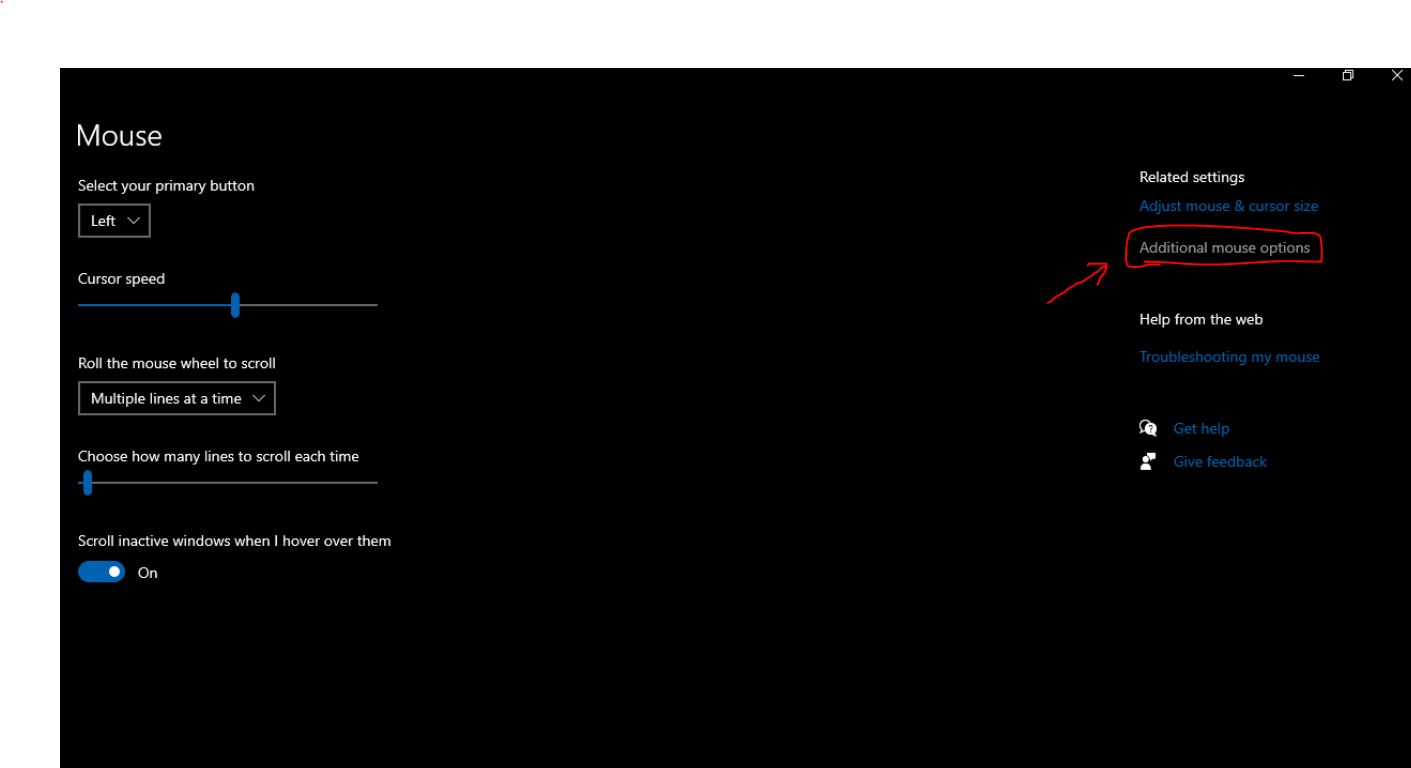 Mouse
Select your primary button
Left
Cursor speed
Roll the mouse wheel to scroll
Multiple lines at a time
Choose how many lines to scroll each time
Scroll inactive windows when I hover over them
On
Related settings
Adjust mouse & cursor size
Additional mouse options
Help from the web
Troubleshooting my mouse
Get help
Give feedback